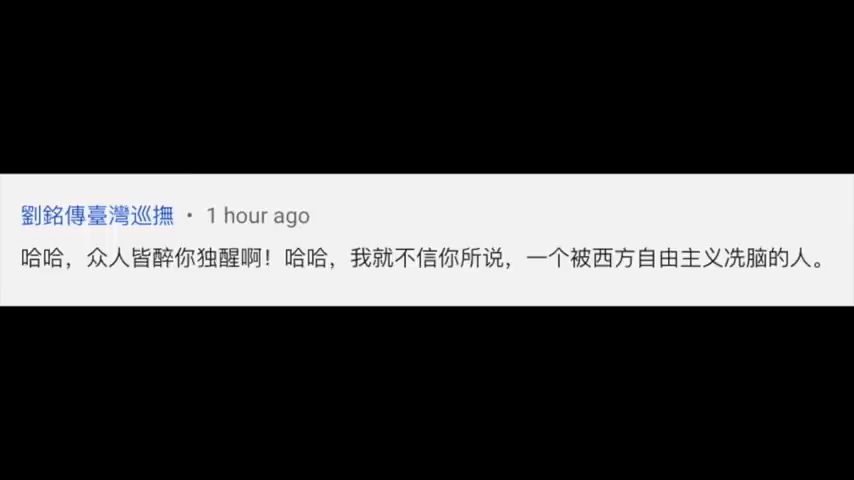 劉銘傳臺灣巡撫 • 1 hour ago
哈哈，众人皆醉你独醒啊！哈哈，我就不信你所说，一个被西方自由主义冼脑的人。